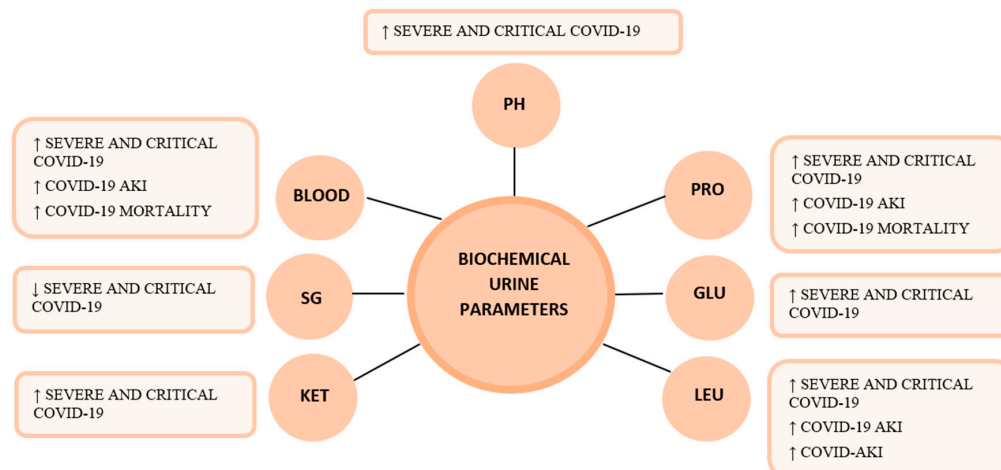 ↑ SEVERE AND CRITICAL COVID-19
PH
↑ SEVERE AND CRITICAL
COVID-19
↑ COVID-19 AKI
↑ COVID-19 MORTALITY
BLOOD
PRO
↑ SEVERE AND CRITICAL
COVID-19
↑ COVID-19 AKI
↑ COVID-19 MORTALITY
BIOCHEMICAL
URINE
PARAMETERS
↓ SEVERE AND CRITICAL
COVID-19
SG
GLU
↑ SEVERE AND CRITICAL
COVID-19
↑ SEVERE AND CRITICAL
COVID-19
KET
LEU
↑ SEVERE AND CRITICAL
COVID-19
↑ COVID-19 AKI
↑ COVID-AKI